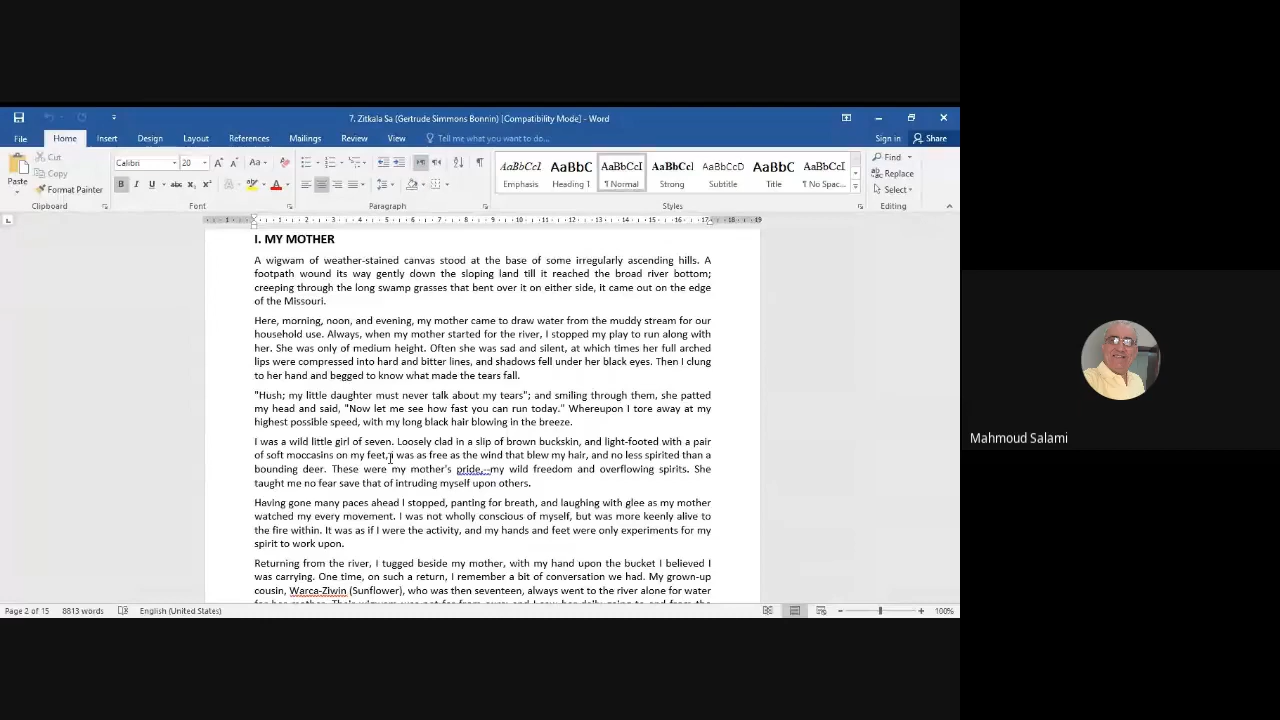 7. Zitkala Sa (Gertrude Simmons Bonnin) [Compatibility Mode] - Word
File Home Insert Design Layout References Mailings Review View Tell me what you want to do... Sign in Share
Paste Cut Copy Format Painter
Calibri 20
AaBbCcI AaBbC AaBbCcI AaBbCcl AaBbCcD AaBbC AaBbCcI
Emphasis Heading 1 ¶ Normal Strong Subtitle Title ¶ No Spac...
Find Replace Select
Clipboard Font Paragraph Styles Editing
I. MY MOTHER
A wigwam of weather-stained canvas stood at the base of some irregularly ascending hills. A
footpath wound its way gently down the sloping land till it reached the broad river bottom;
creeping through the long swamp grasses that bent over it on either side, it came out on the edge
of the Missouri.
Here, morning, noon, and evening, my mother came to draw water from the muddy stream for our
household use. Always, when my mother started for the river, I stopped my play to run along with
her. She was only of medium height. Often she was sad and silent, at which times her full arched
lips were compressed into hard and bitter lines, and shadows fell under her black eyes. Then I clung
to her hand and begged to know what made the tears fall.
"Hush; my little daughter must never talk about my tears"; and smiling through them, she patted
my head and said, "Now let me see how fast you can run today." Whereupon I tore away at my
highest possible speed, with my long black hair blowing in the breeze.
I was a wild little girl of seven. Loosely clad in a slip of brown buckskin, and light-footed with a pair
of soft moccasins on my feet, I was as free as the wind that blew my hair, and no less spirited than a
bounding deer. These were my mother's pride,--my wild freedom and overflowing spirits. She
taught me no fear save that of intruding myself upon others.
Having gone many paces ahead I stopped, panting for breath, and laughing with glee as my mother
watched my every movement. I was not wholly conscious of myself, but was more keenly alive to
the fire within. It was as if I were the activity, and my hands and feet were only experiments for my
spirit to work upon.
Returning from the river, I tugged beside my mother, with my hand upon the bucket I believed I
was carrying. One time, on such a return, I remember a bit of conversation we had. My grown-up
cousin, Warca-Ziwin (Sunflower), who was then seventeen, always went to the river alone for water
Page 2 of 15 8813 words English (United States) 100%
Mahmoud Salami